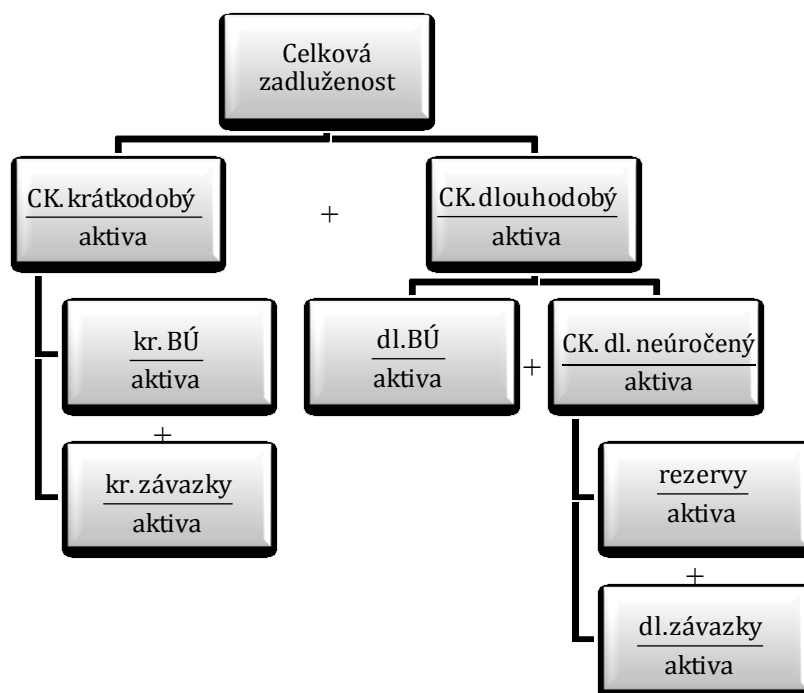 Celková
zadluženost
CK.krátkodobý
aktiva
+
CK.dlouhodobý
aktiva
kr.BÚ
aktiva
+
kr.závazky
aktiva
dl.BÚ
aktiva
+
CK. dl. neúročený
aktiva
rezervy
aktiva
+
dl.závazky
aktiva